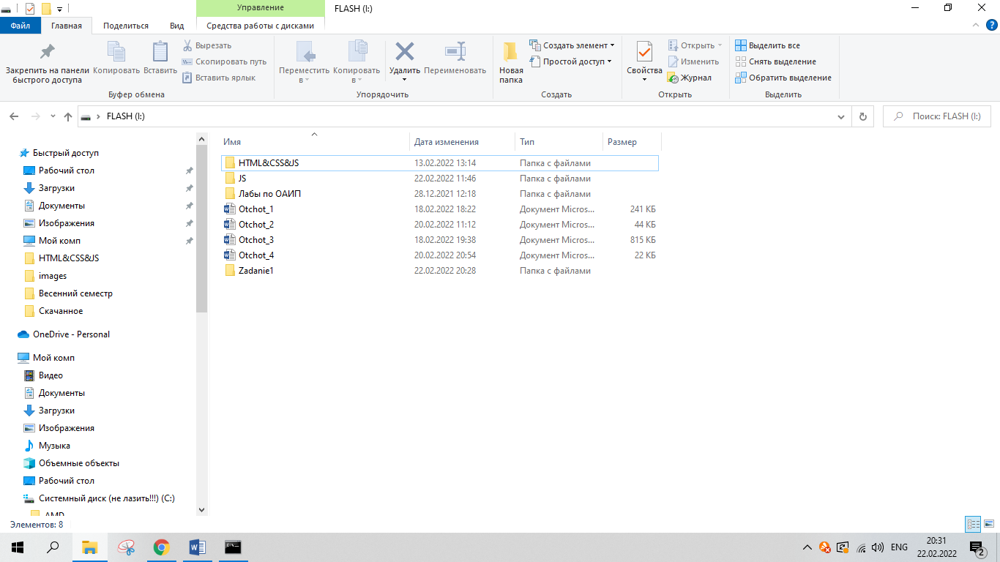 Управление
FLASH (I:)
Файл
Главная
Поделиться
Вид
Средства работы с дисками
Закрепить на панели быстрого доступа
Копировать
Вставить
Вырезать
Скопировать путь
Вставить ярлык
Буфер обмена
Переместить в
Копировать в
Удалить
Переименовать
Упорядочить
Новая папка
Создать элемент
Простой доступ
Создать
Свойства
Открыть
Изменить
Журнал
Открыть
Выделить все
Снять выделение
Обратить выделение
Выделить
FLASH (I:)
Поиск: FLASH (I:)
Быстрый доступ
Рабочий стол
Загрузки
Документы
Изображения
Мой комп
HTML&CSS&JS
images
Весенний семестр
Скачанное
OneDrive - Personal
Мой комп
Видео
Документы
Загрузки
Изображения
Музыка
Объемные объекты
Рабочий стол
Системный диск (не лазить!!!) (C:)
AMD
Имя Дата изменения Тип Размер
HTML&CSS&JS 13.02.2022 13:14 Папка с файлами
JS 22.02.2022 11:46 Папка с файлами
Лабы по ОАИП 28.12.2021 12:18 Папка с файлами
Otchot_1 18.02.2022 18:22 Документ Micros... 241 КБ
Otchot_2 20.02.2022 11:12 Документ Micros... 44 КБ
Otchot_3 18.02.2022 19:38 Документ Micros... 815 КБ
Otchot_4 20.02.2022 20:54 Документ Micros... 22 КБ
Zadanie1 22.02.2022 20:28 Папка с файлами
Элементов: 8
ENG
20:31
22.02.2022
2